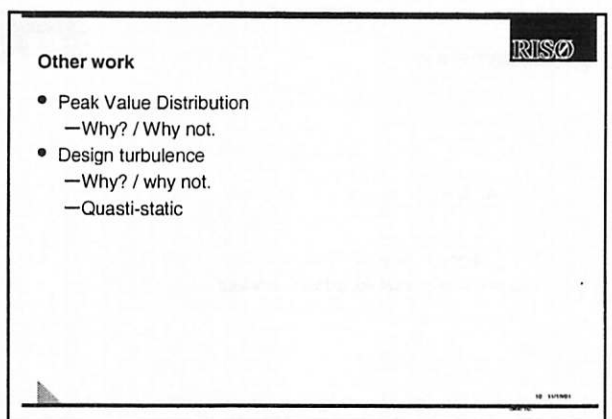 RISØ
Other work
• Peak Value Distribution
—Why? / Why not.
• Design turbulence
—Why? / why not.
—Quasti-static